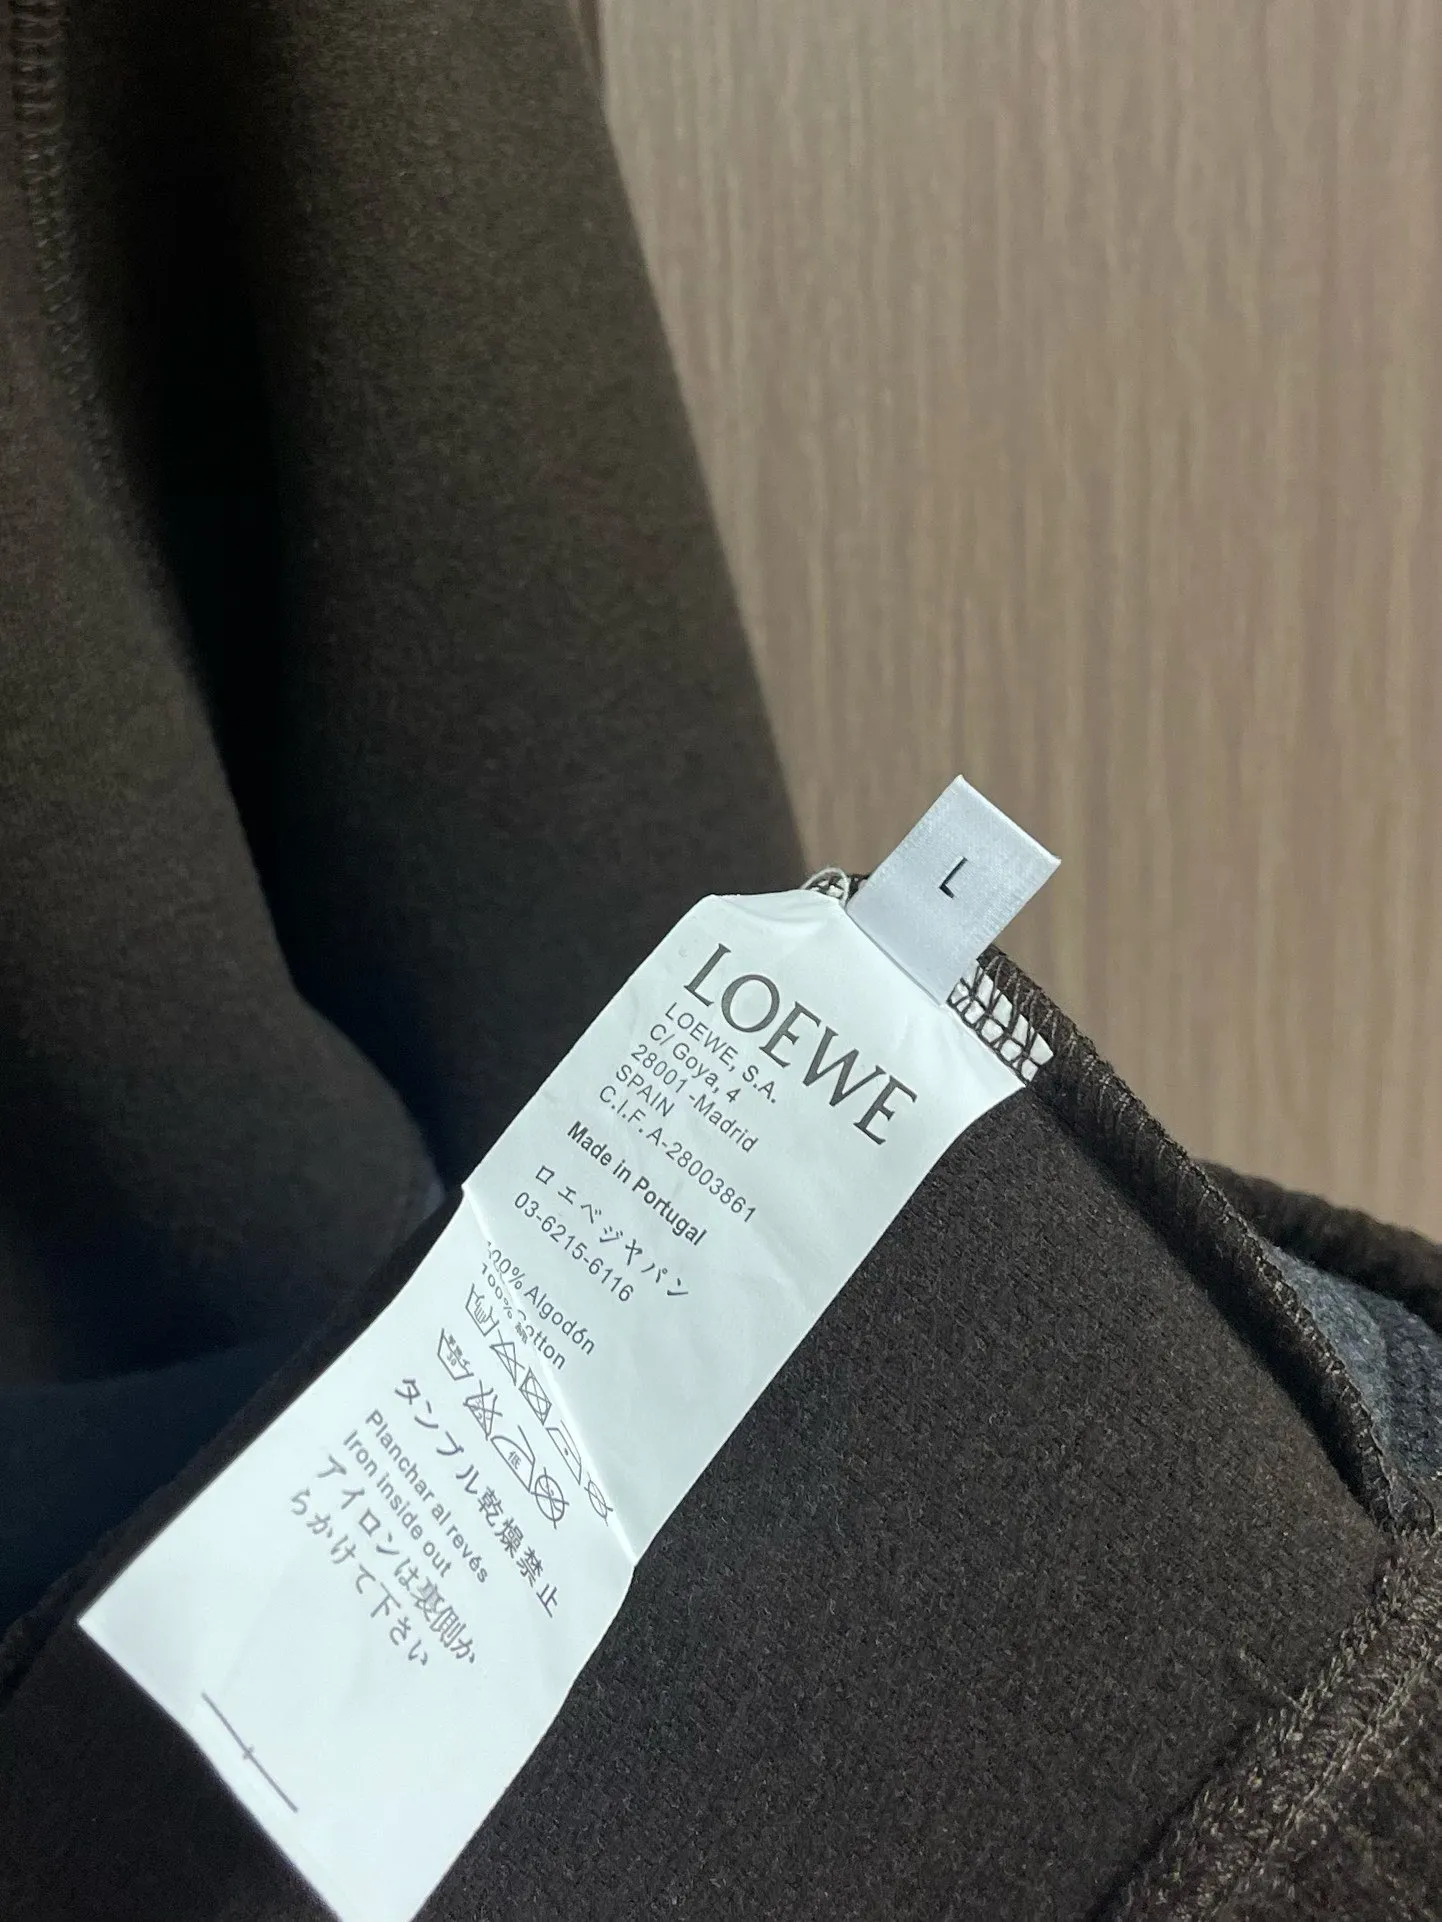 L
LOEWE
LOEWE, S.A.
C/ Goya, 4
28001 -Madrid
SPAIN
C.I.F. A-28003861
Made in Portugal
ロエベジャパン
03-6215-6116
100% Algodón
100% Cotton
低
タンブル乾燥禁止
Planchar al revés
Iron inside out
アイロンは裏側か
らかけて下さい